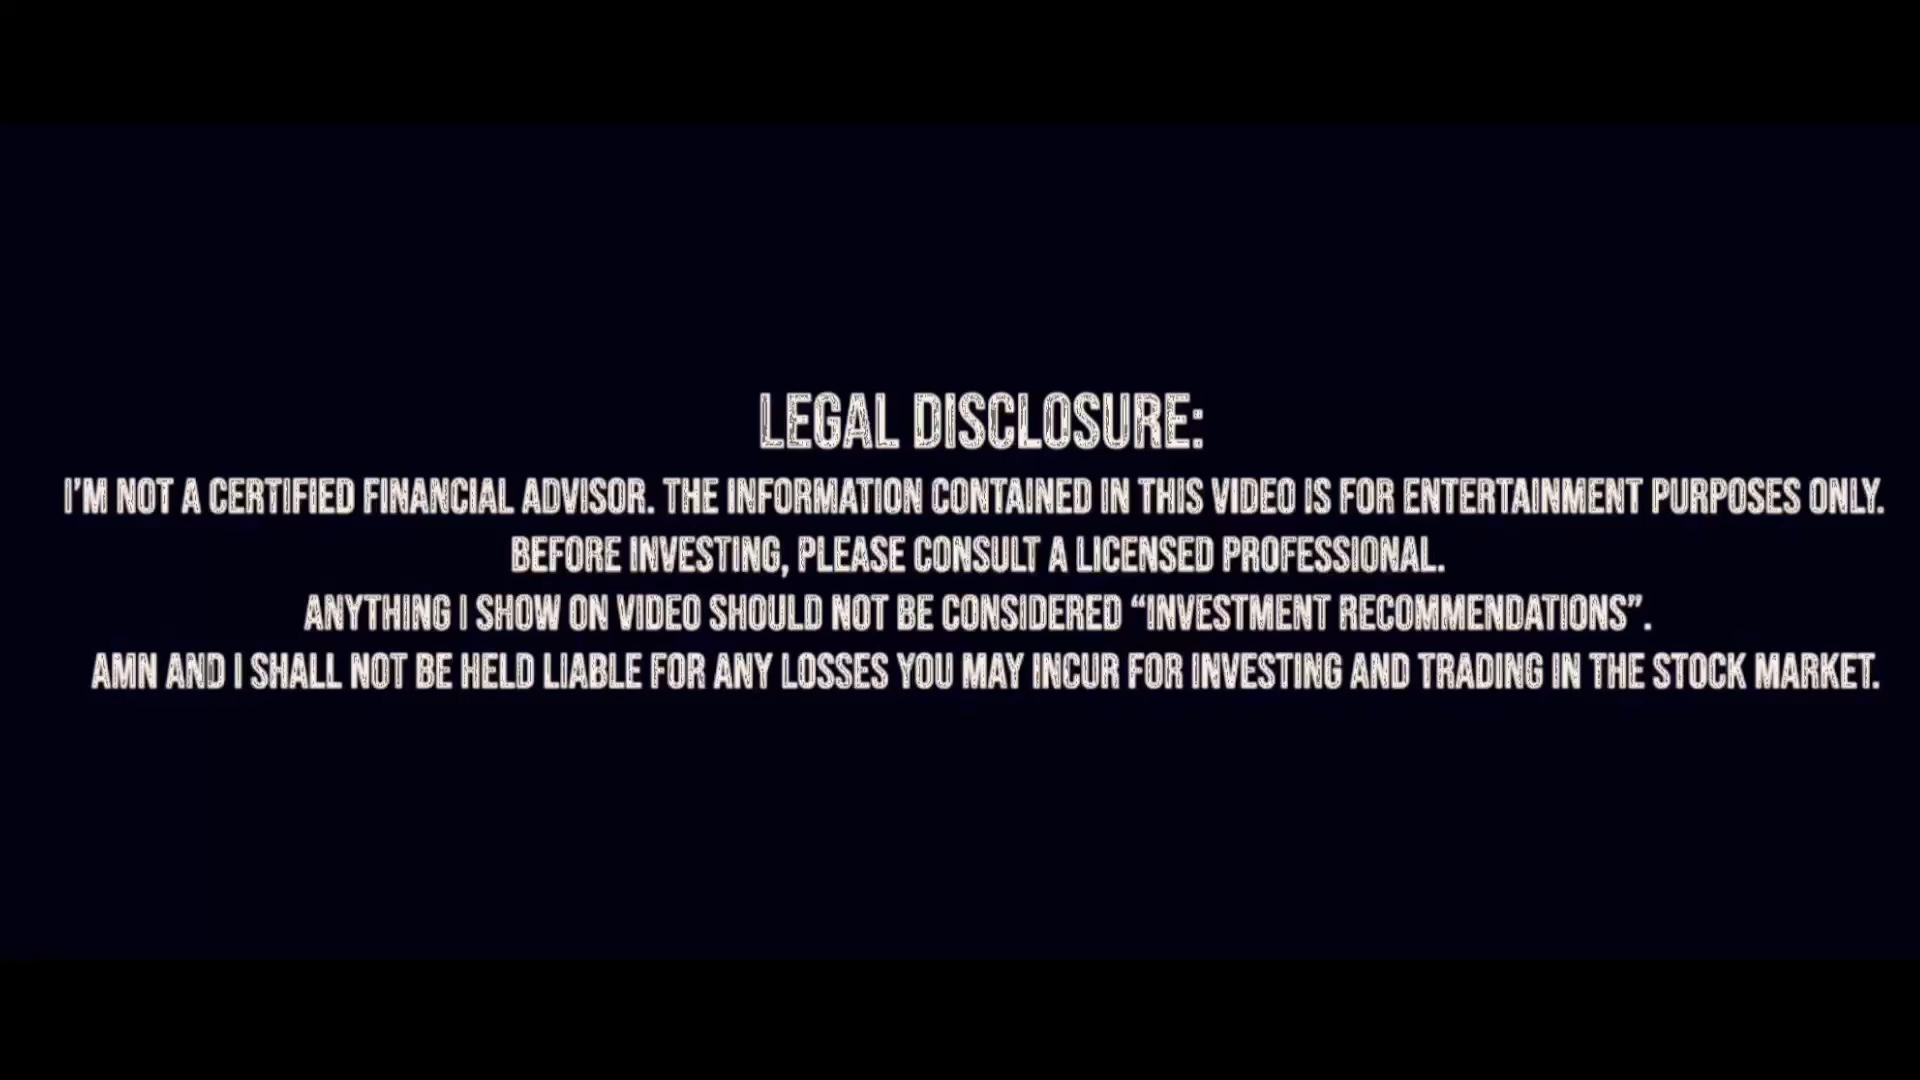 LEGAL DISCLOSURE:
I'M NOT A CERTIFIED FINANCIAL ADVISOR. THE INFORMATION CONTAINED IN THIS VIDEO IS FOR ENTERTAINMENT PURPOSES ONLY.
BEFORE INVESTING, PLEASE CONSULT A LICENSED PROFESSIONAL.
ANYTHING I SHOW ON VIDEO SHOULD NOT BE CONSIDERED “INVESTMENT RECOMMENDATIONS”.
AMN AND I SHALL NOT BE HELD LIABLE FOR ANY LOSSES YOU MAY INCUR FOR INVESTING AND TRADING IN THE STOCK MARKET.